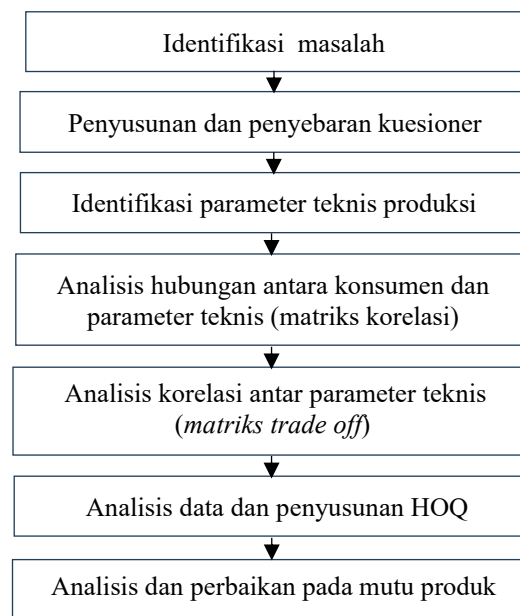 Identifikasi masalah
Penyusunan dan penyebaran kuesioner
Identifikasi parameter teknis produksi
Analisis hubungan antara konsumen dan
parameter teknis (matriks korelasi)
Analisis korelasi antar parameter teknis
(matriks trade off)
Analisis data dan penyusunan HOQ
Analisis dan perbaikan pada mutu produk